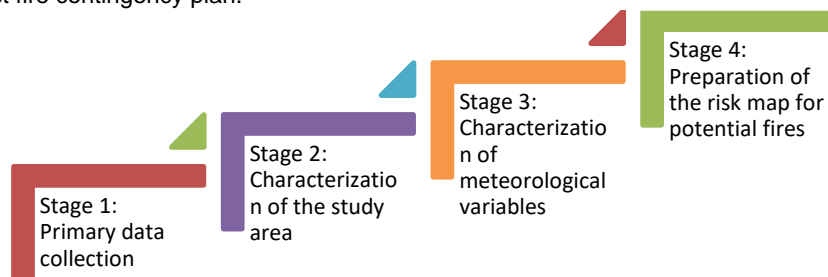 fire contingency plan.
Stage 1:
Primary data
collection
Stage 2:
Characterizatio
n of the study
area
Stage 3:
Characterizatio
n of
meteorological
variables
Stage 4:
Preparation of
the risk map for
potential fires